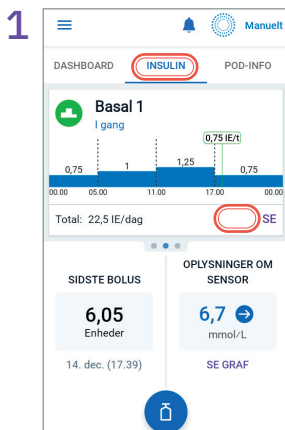 1
Manuelt
DASHBOARD INSULIN POD-INFO
Basal 1
I gang
0,75 IE/t
0,75 1 1,25 0,75
00.00 05.00 11.00 17.00 00.00
Total: 22,5 IE/dag SE
SIDSTE BOLUS
6,05
Enheder
14. dec. (17.39)
OPLYSNINGER OM
SENSOR
6,7
mmol/L
SE GRAF